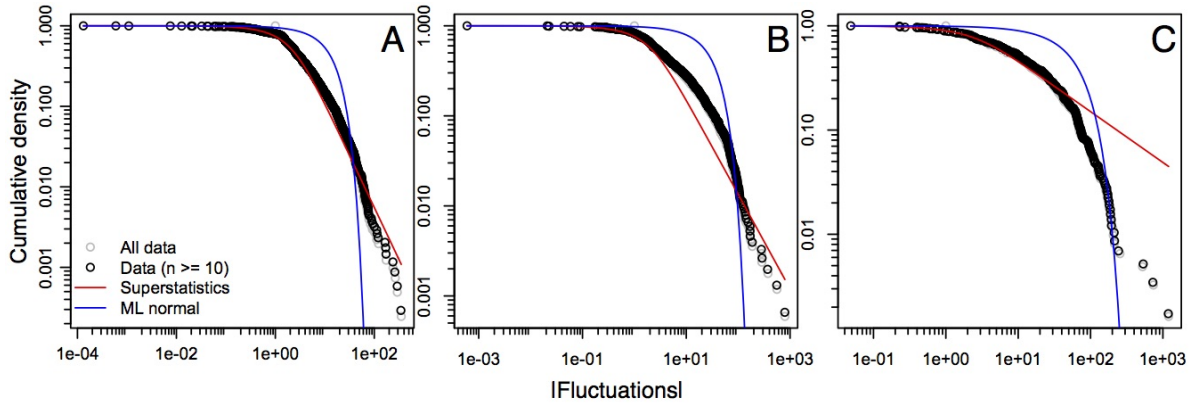 A
B
C
Cumulative density
1.000
0.100
0.010
0.001
1.000
0.100
0.010
0.001
1.00
0.10
0.01
All data
Data (n >= 10)
Superstatistics
ML normal
1e-04 1e-02 1e+00 1e+02
1e-03 1e-01 1e+01 1e+03
1e-01 1e+00 1e+01 1e+02 1e+03
|Fluctuations|